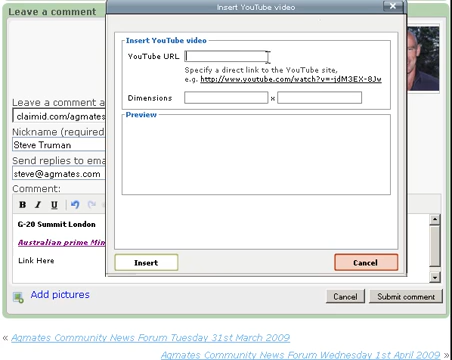 Leave a comment
Insert YouTube video
Insert YouTube video
YouTube URL
Specify a direct link to the YouTube site,
e.g. http://www.youtube.com/watch?v=-idM3EX-8Jw
Dimensions x
Preview
Leave a comment a
claimid.com/agmates
Nickname (required
Steve Truman
Send replies to ema
steve@agmates.com
Comment:
B I U
G-20 Summit London
Australian prime Min
Link Here
Insert Cancel
Add pictures
Cancel Submit comment
« Agmates Community News Forum Tuesday 31st March 2009
Agmates Community News Forum Wednesday 1st April 2009 »